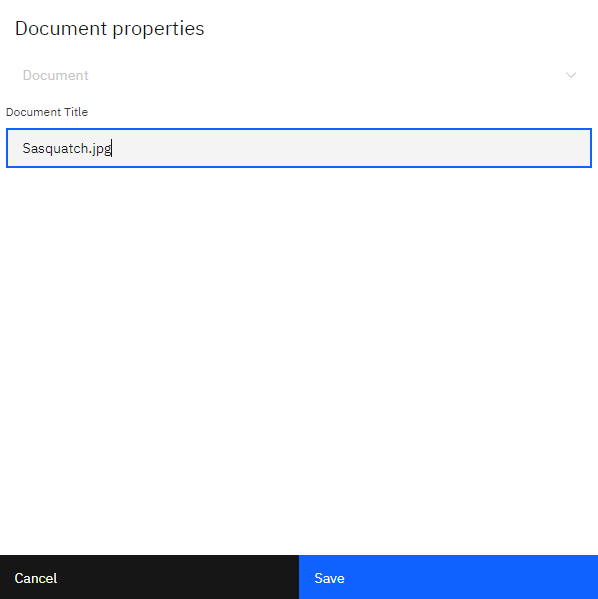 Document properties
Document
Document Title
Sasquatch.jpg
Cancel
Save